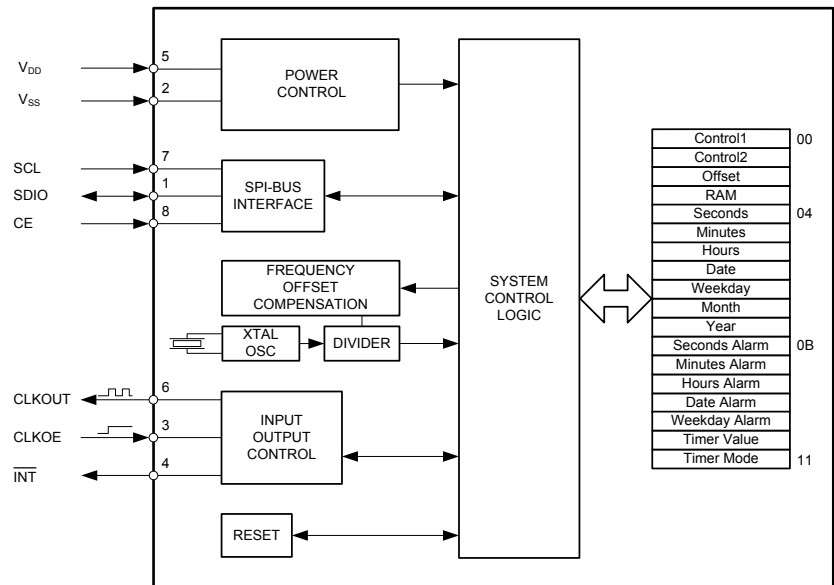 V_DD
5
V_SS
2
POWER
CONTROL
SCL
7
SDIO
1
CE
8
SPI-BUS
INTERFACE
FREQUENCY
OFFSET
COMPENSATION
XTAL
OSC
DIVIDER
CLKOUT
6
CLKOE
3
INT
4
INPUT
OUTPUT
CONTROL
RESET
SYSTEM
CONTROL
LOGIC
Control1 00
Control2
Offset
RAM
Seconds 04
Minutes
Hours
Date
Weekday
Month
Year
Seconds Alarm 0B
Minutes Alarm
Hours Alarm
Date Alarm
Weekday Alarm
Timer Value
Timer Mode 11